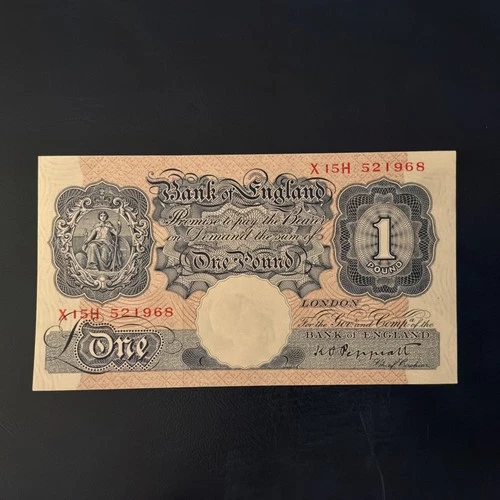 X15H 521968
Bank of England
Promise to pay the Bearer
on Demand the sum of
One Pound
1
POUND
LONDON
X15H 521968
For the Govr. and Compa. of the
BANK of ENGLAND
£ One
K O Peppiatt
Chief Cashier